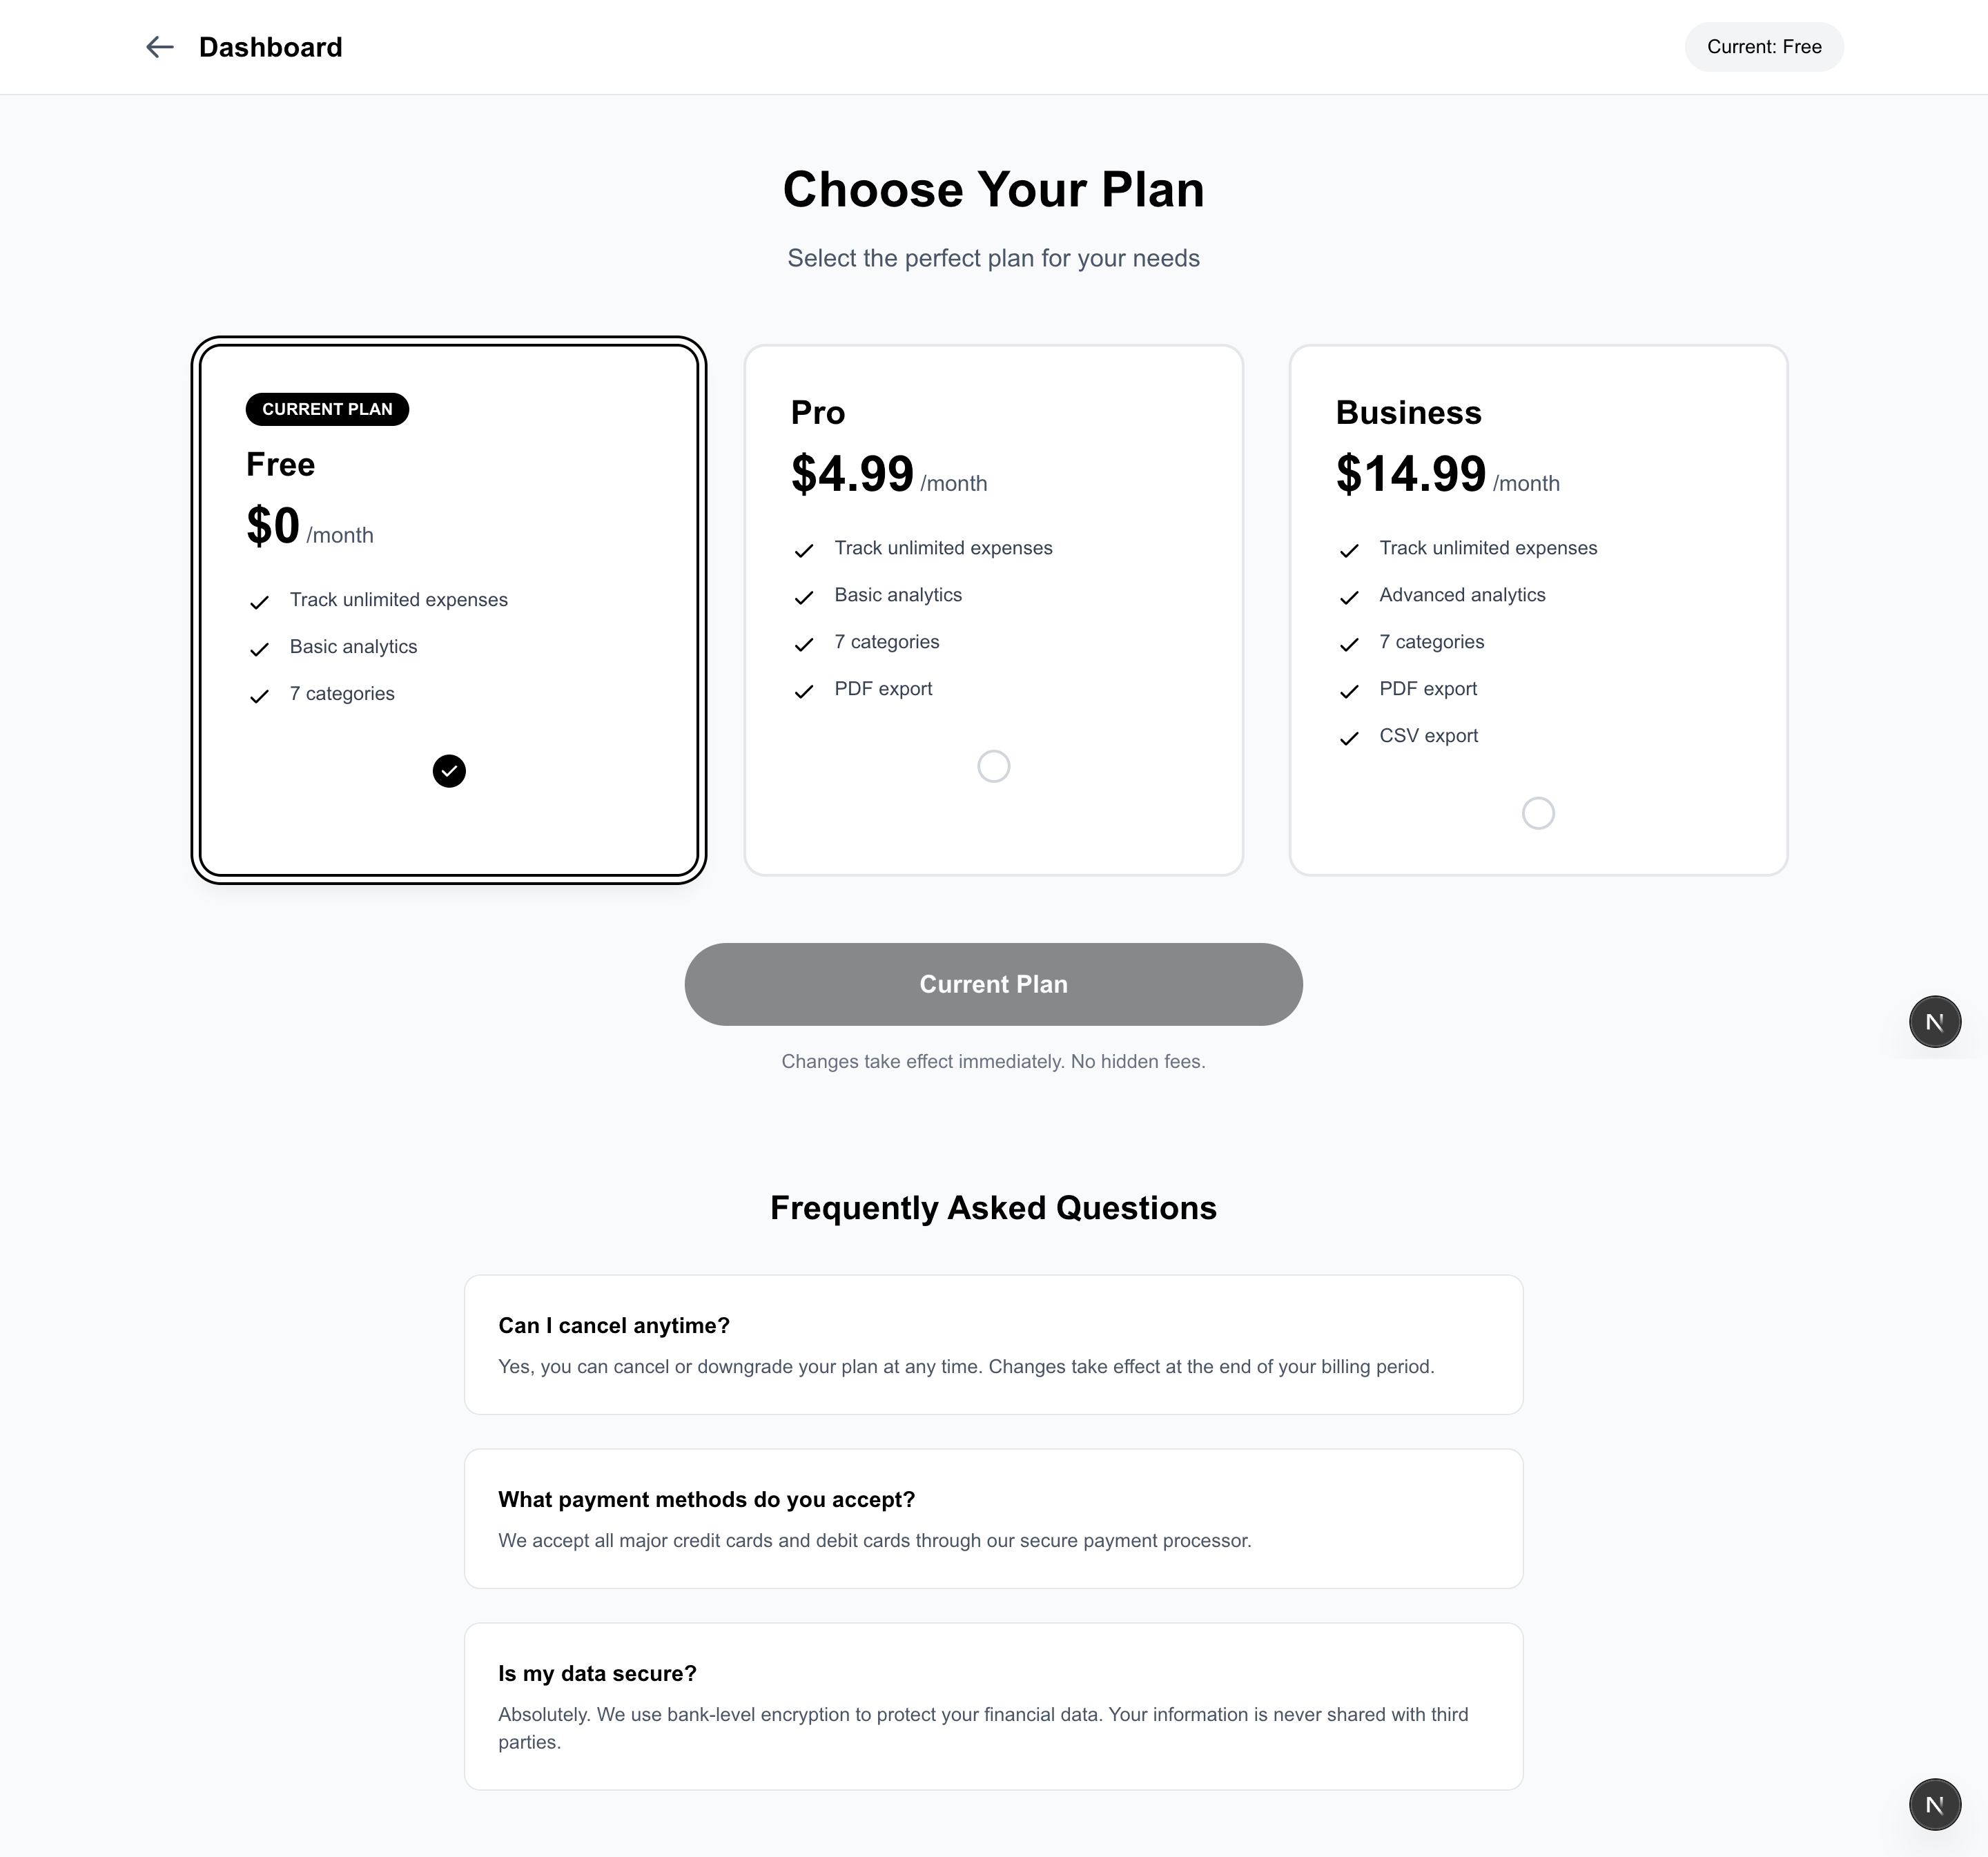 Dashboard
Current: Free
Choose Your Plan
Select the perfect plan for your needs
CURRENT PLAN
Free
$0 /month
Track unlimited expenses
Basic analytics
7 categories
Pro
$4.99 /month
Track unlimited expenses
Basic analytics
7 categories
PDF export
Business
$14.99 /month
Track unlimited expenses
Advanced analytics
7 categories
PDF export
CSV export
Current Plan
Changes take effect immediately. No hidden fees.
N
Frequently Asked Questions
Can I cancel anytime?
Yes, you can cancel or downgrade your plan at any time. Changes take effect at the end of your billing period.
What payment methods do you accept?
We accept all major credit cards and debit cards through our secure payment processor.
Is my data secure?
Absolutely. We use bank-level encryption to protect your financial data. Your information is never shared with third
parties.
N